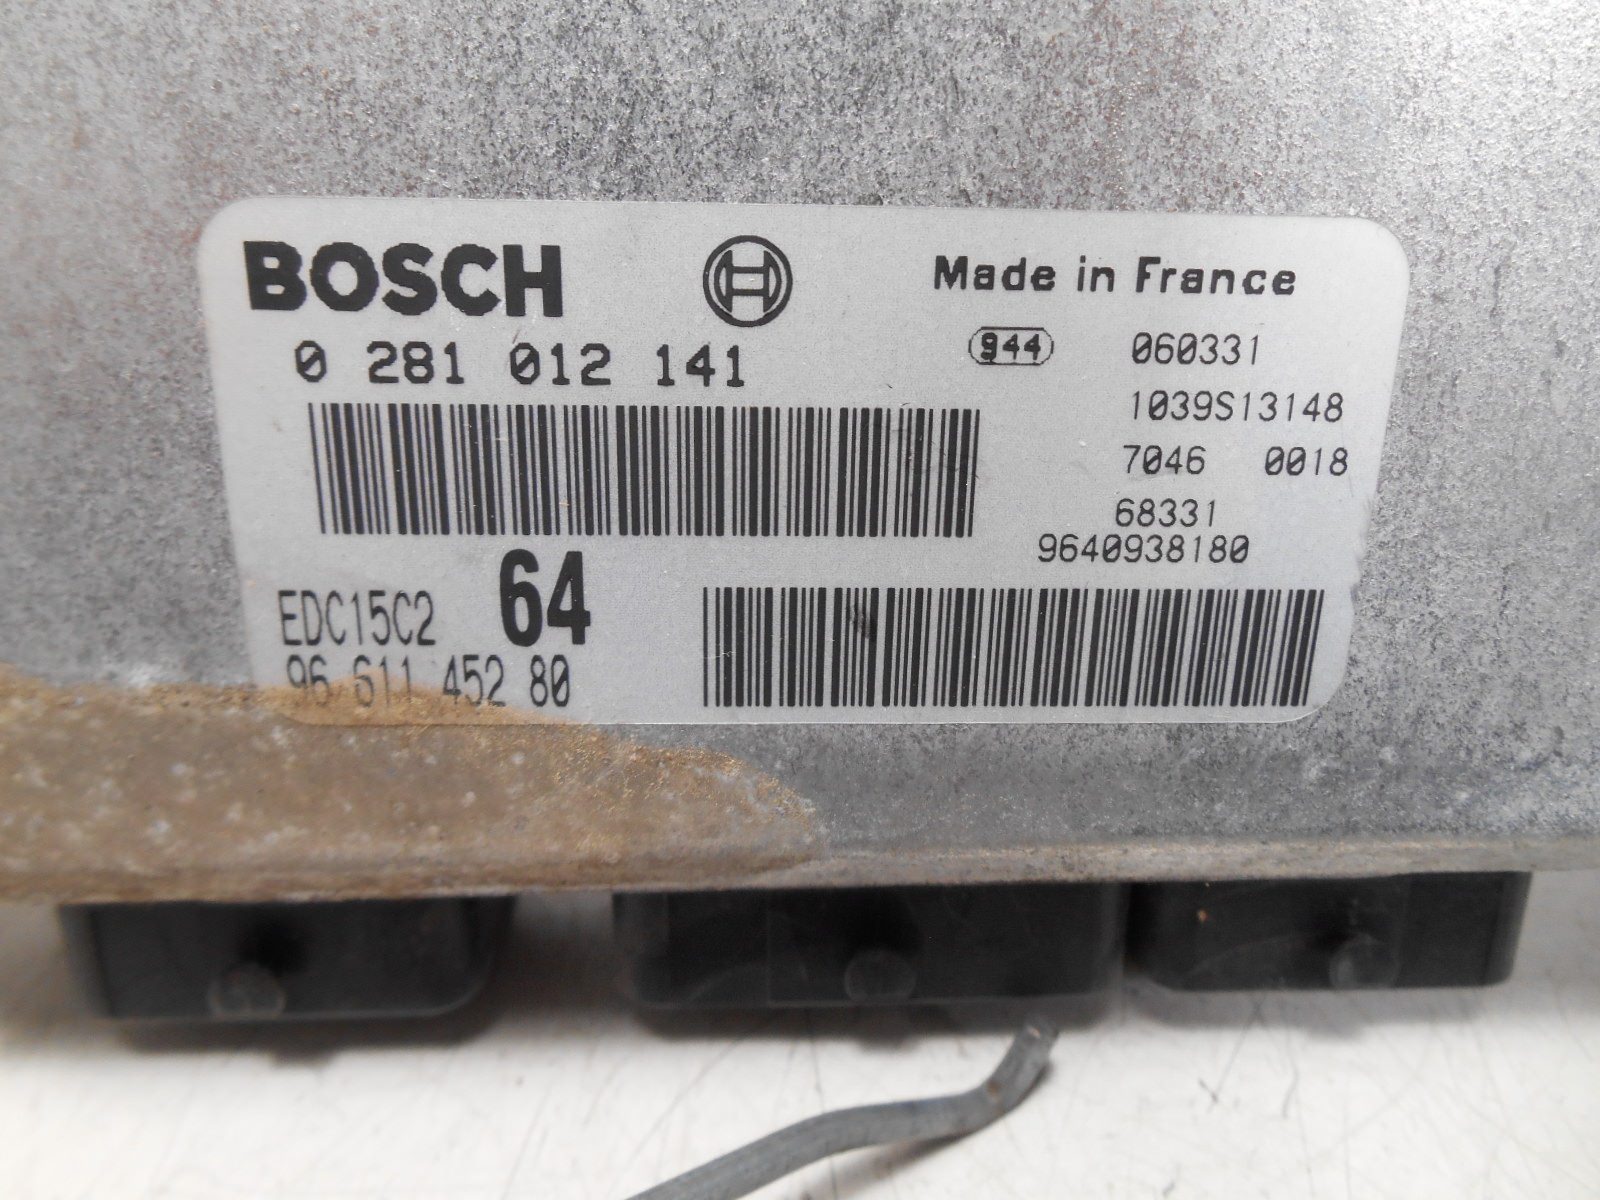 BOSCH
Made in France
0 281 012 141
944 060331
1039S13148
7046 0018
68331
9640938180
EDC15C2 64
96 611 452 80